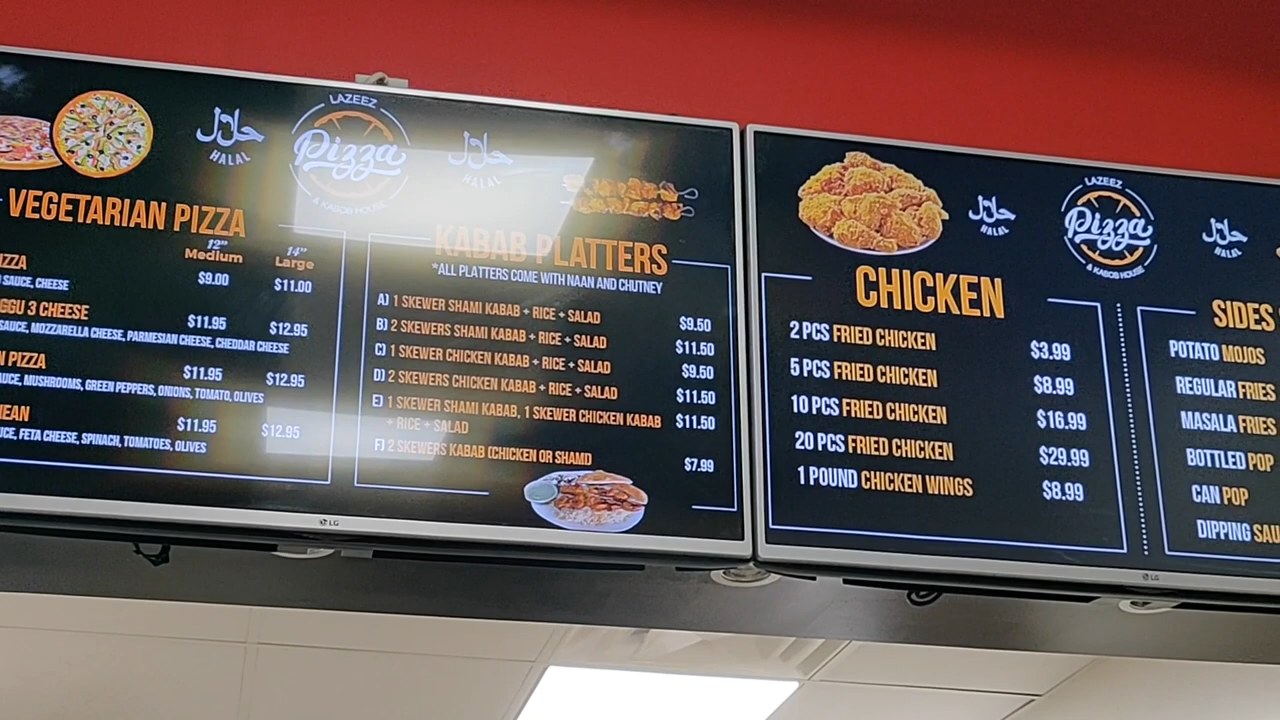 حلال
HALAL
LAZEEZ
Pizza
& KABOB HOUSE
حلال
HALAL
VEGETARIAN PIZZA
12" 14"
Medium Large
$9.00 $11.00
SAUCE, CHEESE
3 CHEESE $11.95 $12.95
SAUCE, MOZZARELLA CHEESE, PARMESIAN CHEESE, CHEDDAR CHEESE
PIZZA $11.95 $12.95
MUSHROOMS, GREEN PEPPERS, ONIONS, TOMATO, OLIVES
$11.95 $12.95
FETA CHEESE, SPINACH, TOMATOES, OLIVES
KABAB PLATTERS
*ALL PLATTERS COME WITH NAAN AND CHUTNEY
A) 1 SKEWER SHAMI KABAB + RICE + SALAD $9.50
B) 2 SKEWERS SHAMI KABAB + RICE + SALAD $11.50
C) 1 SKEWER CHICKEN KABAB + RICE + SALAD $9.50
D) 2 SKEWERS CHICKEN KABAB + RICE + SALAD $11.50
E) 1 SKEWER SHAMI KABAB, 1 SKEWER CHICKEN KABAB $11.50
+ RICE + SALAD
F) 2 SKEWERS KABAB (CHICKEN OR SHAMI) $7.99
LG
حلال
HALAL
LAZEEZ
Pizza
& KABOB HOUSE
حلال
HALAL
CHICKEN
2 PCS FRIED CHICKEN $3.99
5 PCS FRIED CHICKEN $8.99
10 PCS FRIED CHICKEN $16.99
20 PCS FRIED CHICKEN $29.99
1 POUND CHICKEN WINGS $8.99
SIDES
POTATO MOJOS
REGULAR FRIES
MASALA FRIES
BOTTLED POP
CAN POP
DIPPING
LG